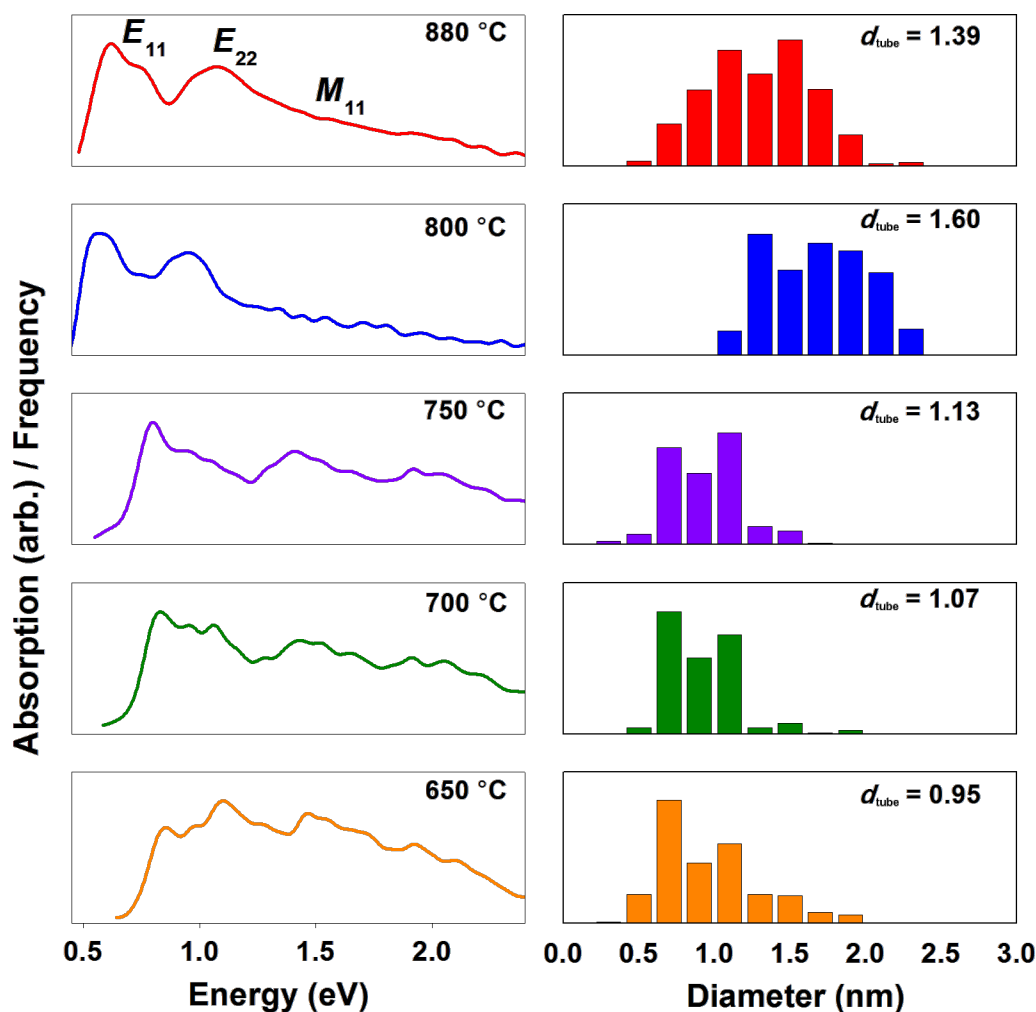 880 °C
E11
E22
M11
dtube = 1.39
800 °C
dtube = 1.60
750 °C
dtube = 1.13
700 °C
dtube = 1.07
650 °C
dtube = 0.95
Absorption (arb.) / Frequency
0.5 1.0 1.5 2.0
Energy (eV)
0.0 0.5 1.0 1.5 2.0 2.5 3.0
Diameter (nm)